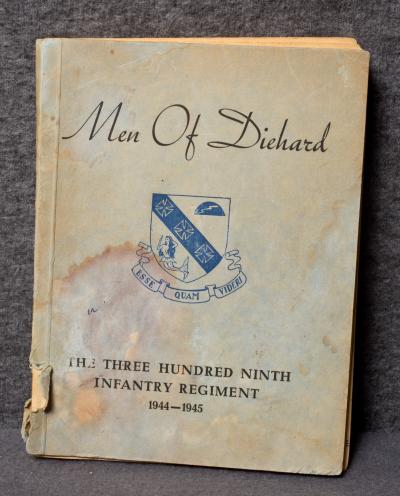 Men Of Diehard
ESSE QUAM VIDERI
THE THREE HUNDRED NINTH
INFANTRY REGIMENT
1944—1945